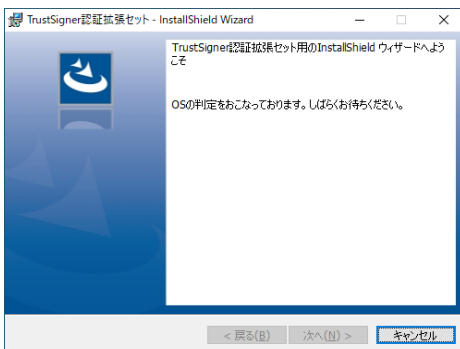 TrustSigner認証拡張セット - InstallShield Wizard
TrustSigner認証拡張セット用のInstallShield ウィザードへよう
こそ
OSの判定をおこなっております。しばらくお待ちください。
< 戻る(B)
次へ(N) >
キャンセル